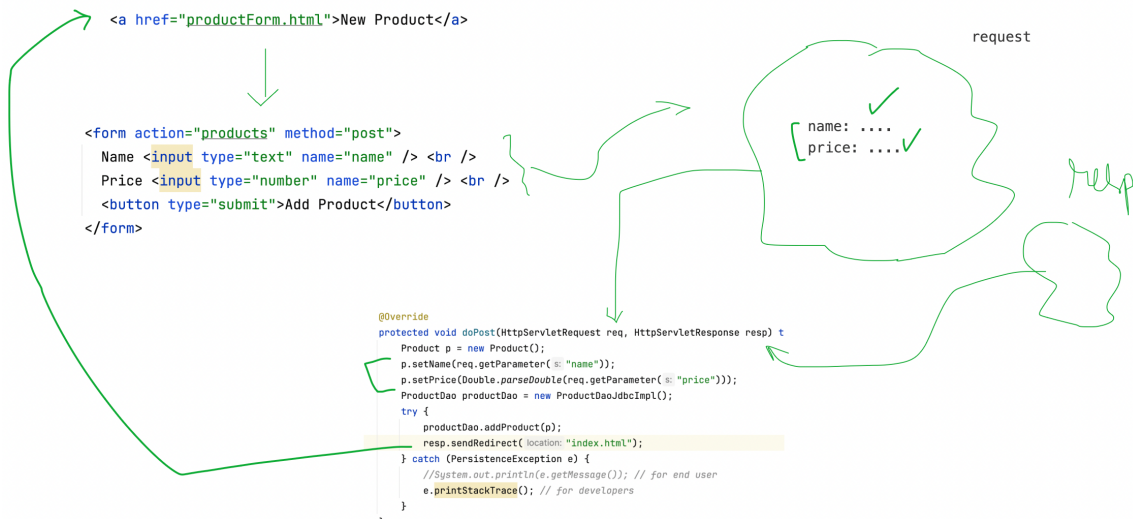 <a href="productForm.html">New Product</a>
request
<form action="products" method="post">
Name <input type="text" name="name" /> <br />
Price <input type="number" name="price" /> <br />
<button type="submit">Add Product</button>
</form>
name: ....
price: ....
resp
@Override
protected void doPost(HttpServletRequest req, HttpServletResponse resp) t
Product p = new Product();
p.setName(req.getParameter( s: "name"));
p.setPrice(Double.parseDouble(req.getParameter( s: "price")));
ProductDao productDao = new ProductDaoJdbcImpl();
try {
productDao.addProduct(p);
resp.sendRedirect( location: "index.html");
} catch (PersistenceException e) {
//System.out.println(e.getMessage()); // for end user
e.printStackTrace(); // for developers
}